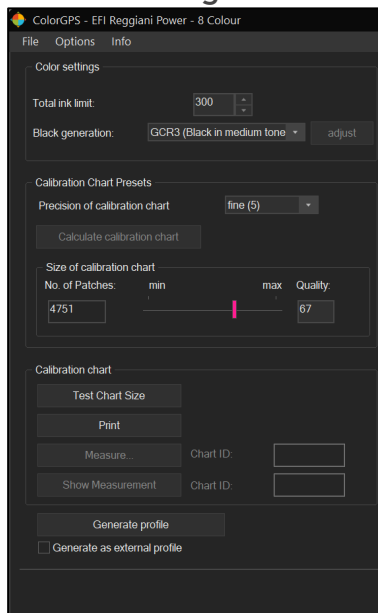 ColorGPS - EFI Reggiani Power - 8 Colour
File Options Info
Color settings
Total ink limit: 300
Black generation: GCR3 (Black in medium tone adjust
Calibration Chart Presets
Precision of calibration chart fine (5)
Calculate calibration chart
Size of calibration chart
No. of Patches: min max Quality:
4751 67
Calibration chart
Test Chart Size
Print
Measure... Chart ID:
Show Measurement Chart ID:
Generate profile
Generate as external profile